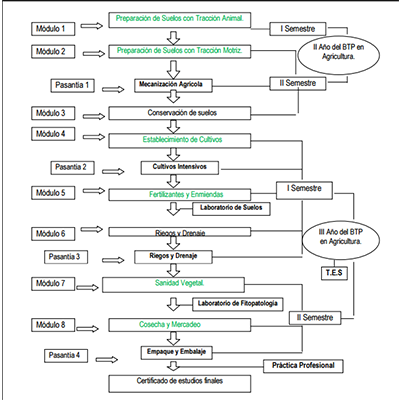 Módulo 1
Preparación de Suelos con Tracción Animal.
I Semestre
Módulo 2
Preparación de Suelos con Tracción Motriz.
II Año del BTP en
Agricultura.
Pasantía 1
Mecanización Agrícola
II Semestre
Módulo 3
Conservación de suelos
Módulo 4
Establecimiento de Cultivos
Pasantía 2
Cultivos Intensivos
Módulo 5
Fertilizantes y Enmiendas
I Semestre
Laboratorio de Suelos
Módulo 6
Riegos y Drenaje
III Año del BTP
en Agricultura.
Pasantía 3
Riegos y Drenaje
T.E.S
Módulo 7
Sanidad Vegetal.
Laboratorio de Fitopatología
II Semestre
Módulo 8
Cosecha y Mercadeo
Pasantía 4
Empaque y Embalaje
Práctica Profesional
Certificado de estudios finales